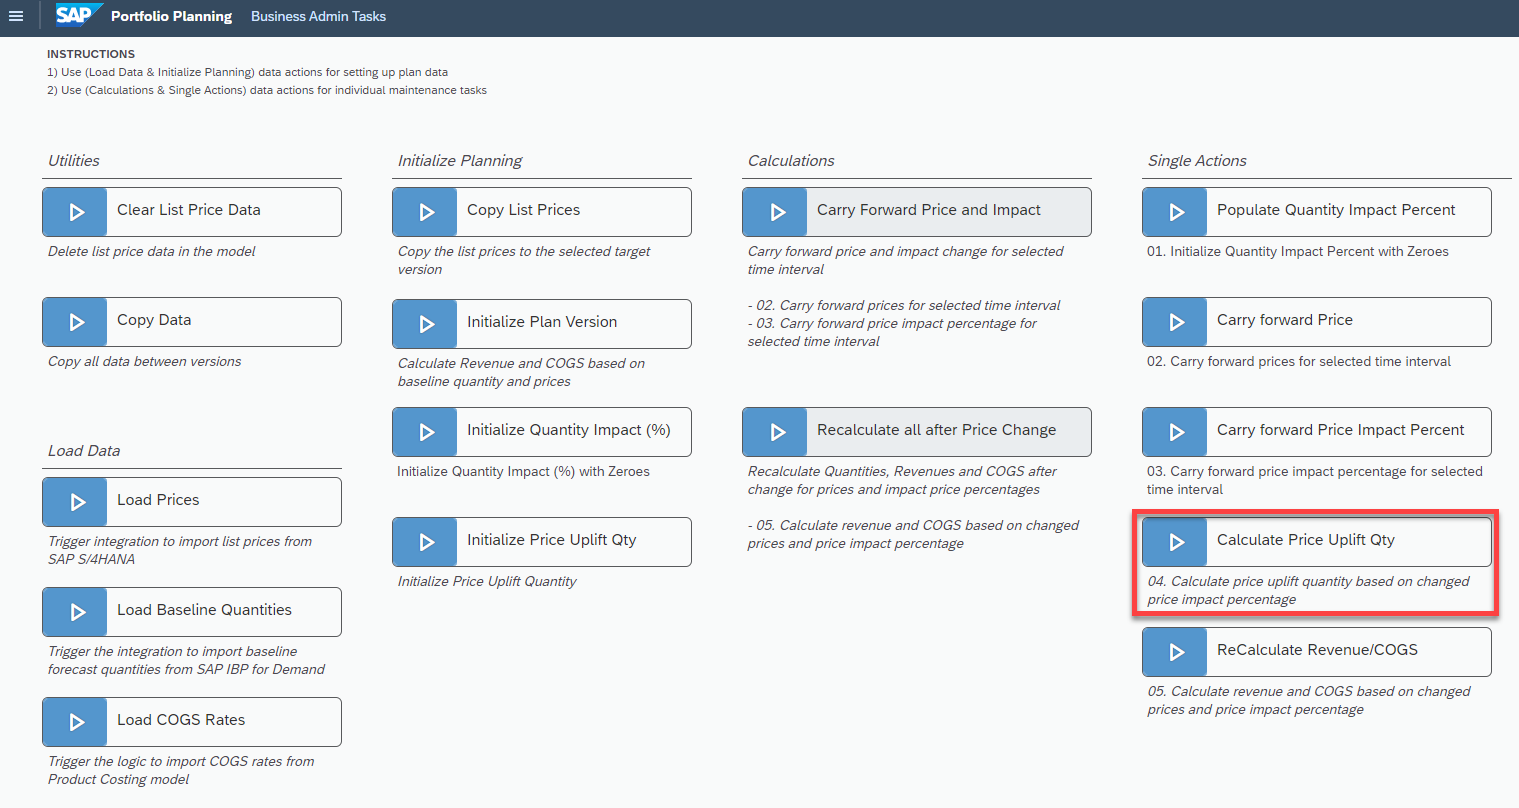 SAP Portfolio Planning Business Admin Tasks
INSTRUCTIONS
1) Use (Load Data & Initialize Planning) data actions for setting up plan data
2) Use (Calculations & Single Actions) data actions for individual maintenance tasks
Utilities
Clear List Price Data
Delete list price data in the model
Copy Data
Copy all data between versions
Load Data
Load Prices
Trigger integration to import list prices from
SAP S/4HANA
Load Baseline Quantities
Trigger the integration to import baseline
forecast quantities from SAP IBP for Demand
Load COGS Rates
Trigger the logic to import COGS rates from
Product Costing model
Initialize Planning
Copy List Prices
Copy the list prices to the selected target
version
Initialize Plan Version
Calculate Revenue and COGS based on
baseline quantity and prices
Initialize Quantity Impact (%)
Initialize Quantity Impact (%) with Zeroes
Initialize Price Uplift Qty
Initialize Price Uplift Quantity
Calculations
Carry Forward Price and Impact
Carry forward price and impact change for selected
time interval
- 02. Carry forward prices for selected time interval
- 03. Carry forward price impact percentage for
selected time interval
Recalculate all after Price Change
Recalculate Quantities, Revenues and COGS after
change for prices and impact price percentages
- 05. Calculate revenue and COGS based on changed
prices and price impact percentage
Single Actions
Populate Quantity Impact Percent
01. Initialize Quantity Impact Percent with Zeroes
Carry forward Price
02. Carry forward prices for selected time interval
Carry forward Price Impact Percent
03. Carry forward price impact percentage for selected
time interval
Calculate Price Uplift Qty
04. Calculate price uplift quantity based on changed
price impact percentage
ReCalculate Revenue/COGS
05. Calculate revenue and COGS based on changed
prices and price impact percentage